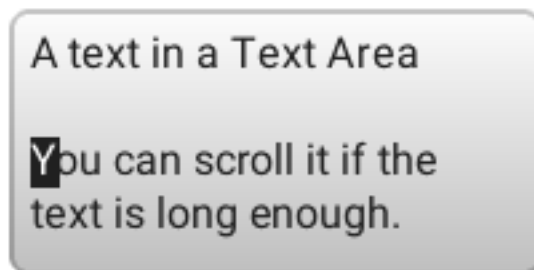 A text in a Text Area
You can scroll it if the
text is long enough.